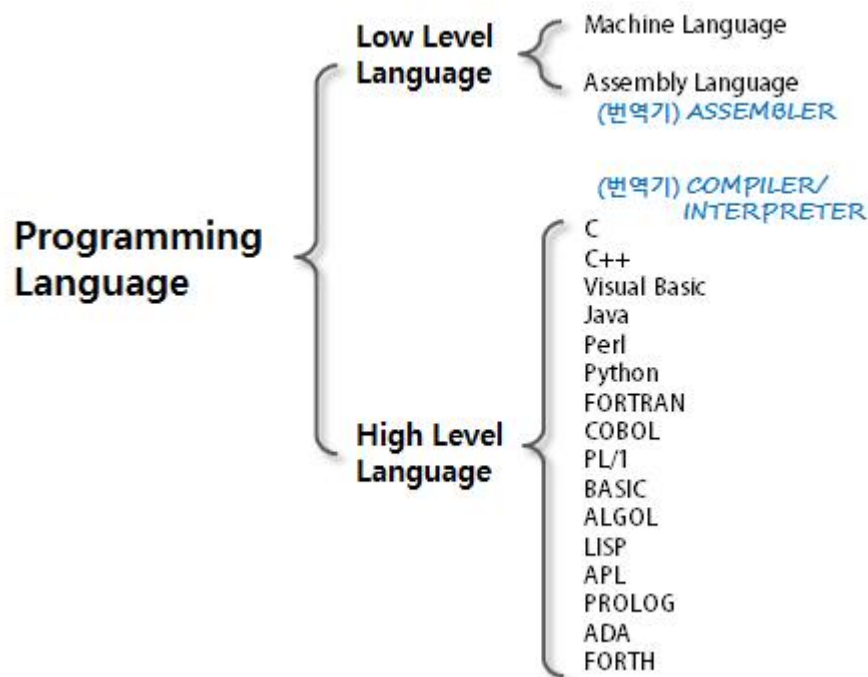 Programming
Language
Low Level
Language
Machine Language
Assembly Language
(번역기) ASSEMBLER
High Level
Language
(번역기) COMPILER/
INTERPRETER
C
C++
Visual Basic
Java
Perl
Python
FORTRAN
COBOL
PL/1
BASIC
ALGOL
LISP
APL
PROLOG
ADA
FORTH